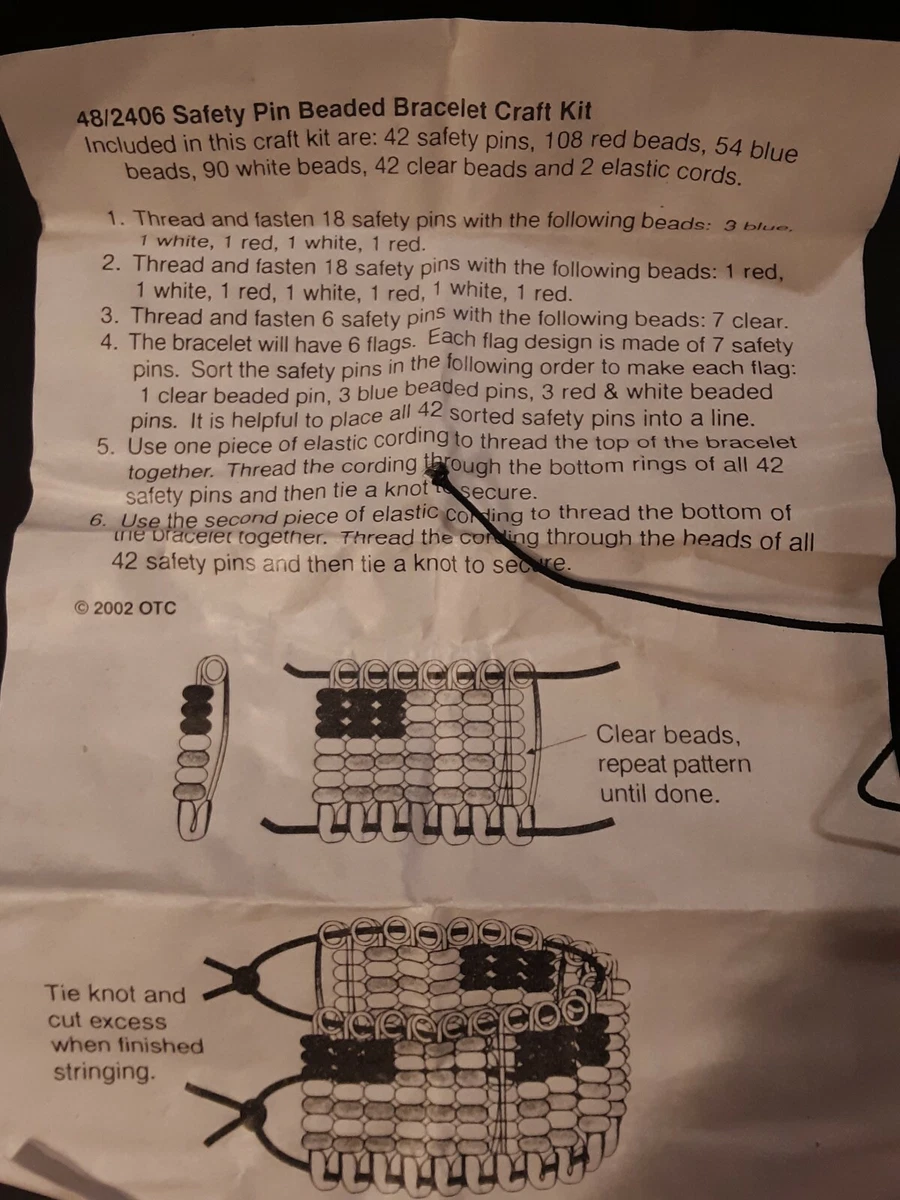 48/2406 Safety Pin Beaded Bracelet Craft Kit
Included in this craft kit are: 42 safety pins, 108 red beads, 54 blue
beads, 90 white beads, 42 clear beads and 2 elastic cords.
1. Thread and fasten 18 safety pins with the following beads: 3 blue,
1 white, 1 red, 1 white, 1 red.
2. Thread and fasten 18 safety pins with the following beads: 1 red,
1 white, 1 red, 1 white, 1 red, 1 white, 1 red.
3. Thread and fasten 6 safety pins with the following beads: 7 clear.
4. The bracelet will have 6 flags. Each flag design is made of 7 safety
pins. Sort the safety pins in the following order to make each flag:
1 clear beaded pin, 3 blue beaded pins, 3 red & white beaded
pins. It is helpful to place all 42 sorted safety pins into a line.
5. Use one piece of elastic cording to thread the top of the bracelet
together. Thread the cording through the bottom rings of all 42
safety pins and then tie a knot to secure.
6. Use the second piece of elastic cording to thread the bottom of
the bracelet together. Thread the cording through the heads of all
42 safety pins and then tie a knot to secure.
© 2002 OTC
Clear beads,
repeat pattern
until done.
Tie knot and
cut excess
when finished
stringing.